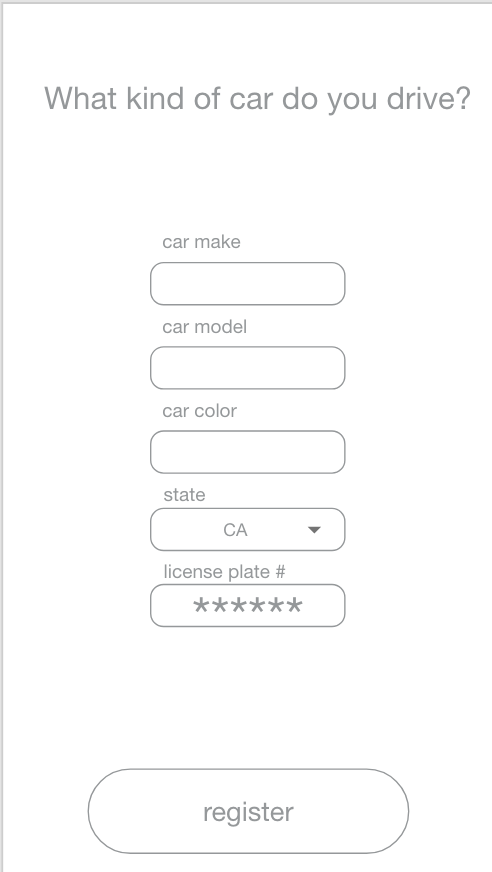 What kind of car do you drive?
car make
car model
car color
state
CA
license plate #
******
register